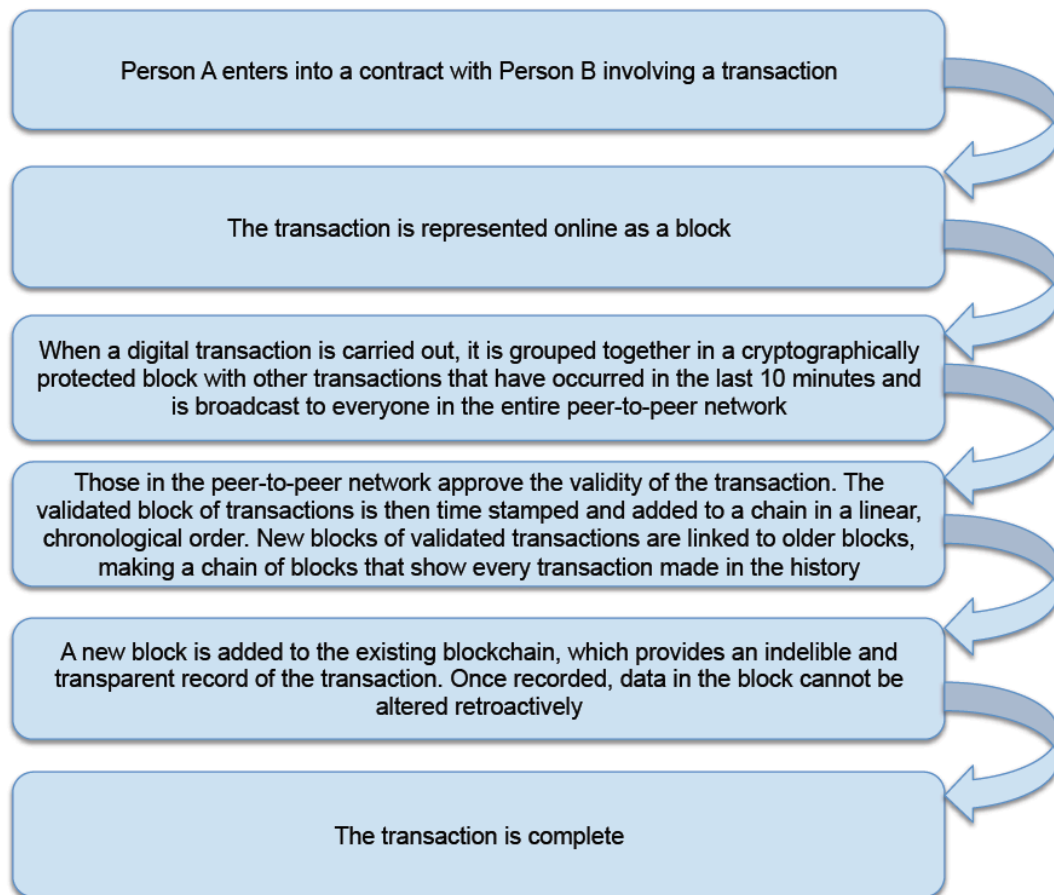 Person A enters into a contract with Person B involving a transaction
The transaction is represented online as a block
When a digital transaction is carried out, it is grouped together in a cryptographically
protected block with other transactions that have occurred in the last 10 minutes and
is broadcast to everyone in the entire peer-to-peer network
Those in the peer-to-peer network approve the validity of the transaction. The
validated block of transactions is then time stamped and added to a chain in a linear,
chronological order. New blocks of validated transactions are linked to older blocks,
making a chain of blocks that show every transaction made in the history
A new block is added to the existing blockchain, which provides an indelible and
transparent record of the transaction. Once recorded, data in the block cannot be
altered retroactively
The transaction is complete